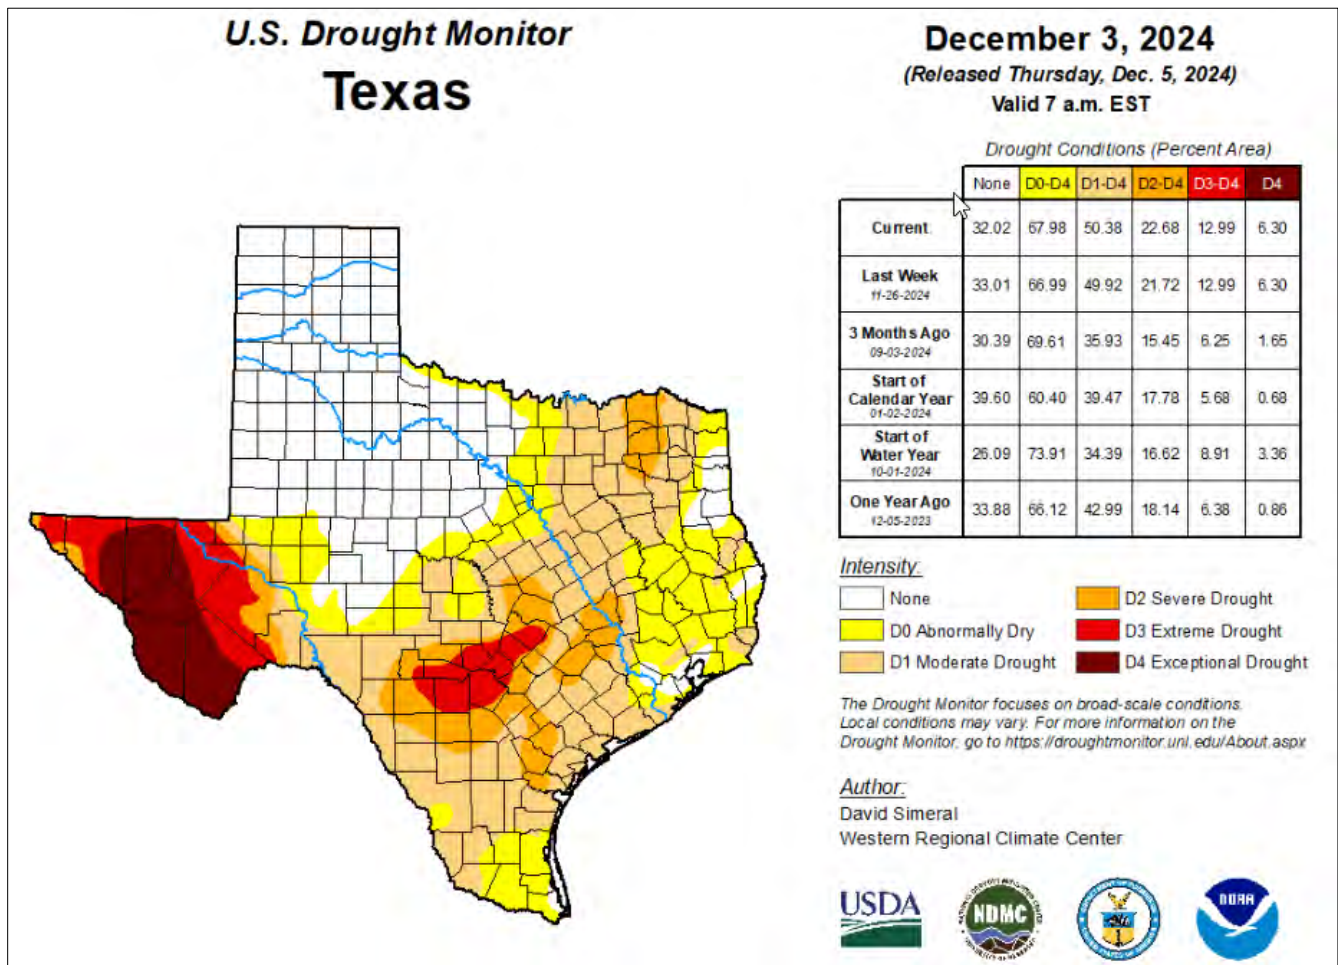 U.S. Drought Monitor
Texas
December 3, 2024
(Released Thursday, Dec. 5, 2024)
Valid 7 a.m. EST
Drought Conditions (Percent Area)
None D0-D4 D1-D4 D2-D4 D3-D4 D4
Current 32.02 67.98 50.38 22.68 12.99 6.30
Last Week
11-26-2024 33.01 66.99 49.92 21.72 12.99 6.30
3 Months Ago
09-03-2024 30.39 69.61 35.93 15.45 6.25 1.65
Start of
Calendar Year
01-02-2024 39.60 60.40 39.47 17.78 5.68 0.68
Start of
Water Year
10-01-2024 26.09 73.91 34.39 16.62 8.91 3.36
One Year Ago
12-05-2023 33.88 66.12 42.99 18.14 6.38 0.86
Intensity:
None
D0 Abnormally Dry
D1 Moderate Drought
D2 Severe Drought
D3 Extreme Drought
D4 Exceptional Drought
The Drought Monitor focuses on broad-scale conditions.
Local conditions may vary. For more information on the
Drought Monitor, go to https://droughtmonitor.unl.edu/About.aspx
Author:
David Simeral
Western Regional Climate Center
USDA
NDMC
NOAA